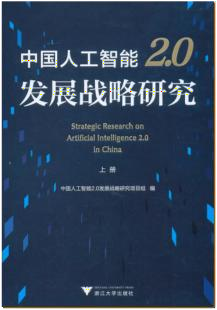 中国人工智能 2.0
发展战略研究
Strategic Research on
Artificial Intelligence 2.0
in China
上册
中国人工智能2.0发展战略研究项目组 编
浙江大学出版社